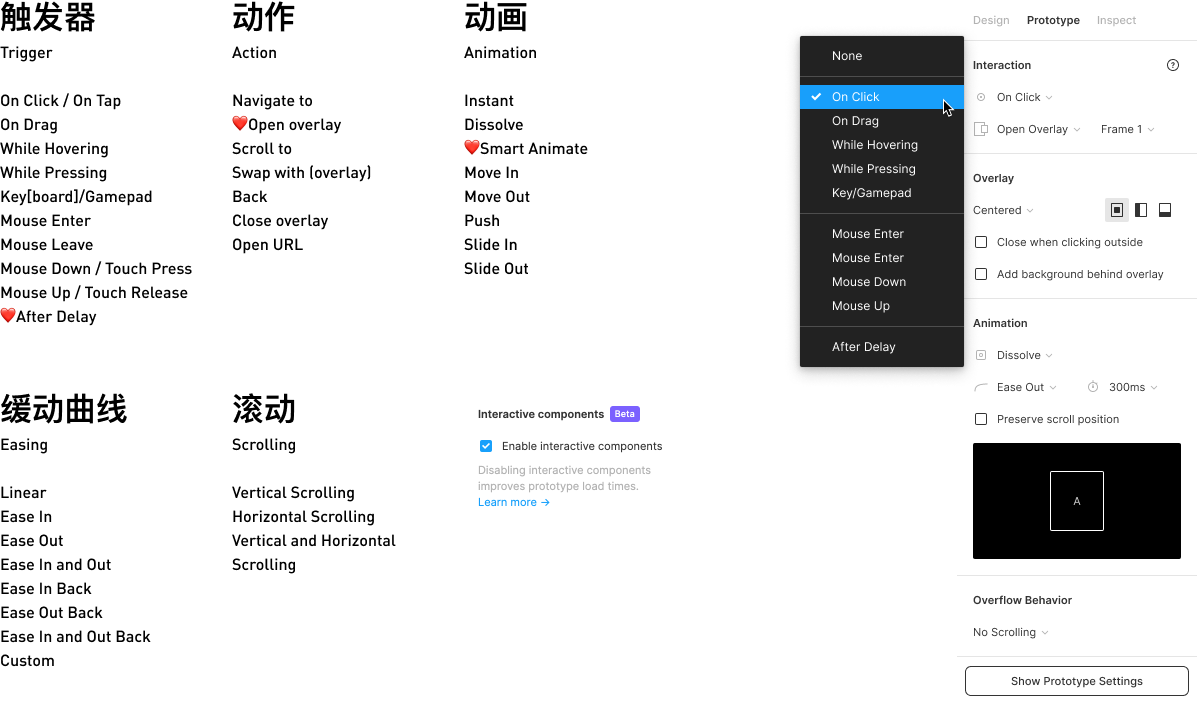 触发器
Trigger
On Click / On Tap
On Drag
While Hovering
While Pressing
Key[board]/Gamepad
Mouse Enter
Mouse Leave
Mouse Down / Touch Press
Mouse Up / Touch Release
❤️After Delay
动作
Action
Navigate to
❤️Open overlay
Scroll to
Swap with (overlay)
Back
Close overlay
Open URL
动画
Animation
Instant
Dissolve
❤️Smart Animate
Move In
Move Out
Push
Slide In
Slide Out
缓动曲线
Easing
Linear
Ease In
Ease Out
Ease In and Out
Ease In Back
Ease Out Back
Ease In and Out Back
Custom
滚动
Scrolling
Vertical Scrolling
Horizontal Scrolling
Vertical and Horizontal
Scrolling
Interactive components Beta
Enable interactive components
Disabling interactive components
improves prototype load times.
Learn more →
None
On Click
On Drag
While Hovering
While Pressing
Key/Gamepad
Mouse Enter
Mouse Enter
Mouse Down
Mouse Up
After Delay
Design Prototype Inspect
Interaction
On Click
Open Overlay Frame 1
Overlay
Centered
Close when clicking outside
Add background behind overlay
Animation
Dissolve
Ease Out 300ms
Preserve scroll position
A
Overflow Behavior
No Scrolling
Show Prototype Settings